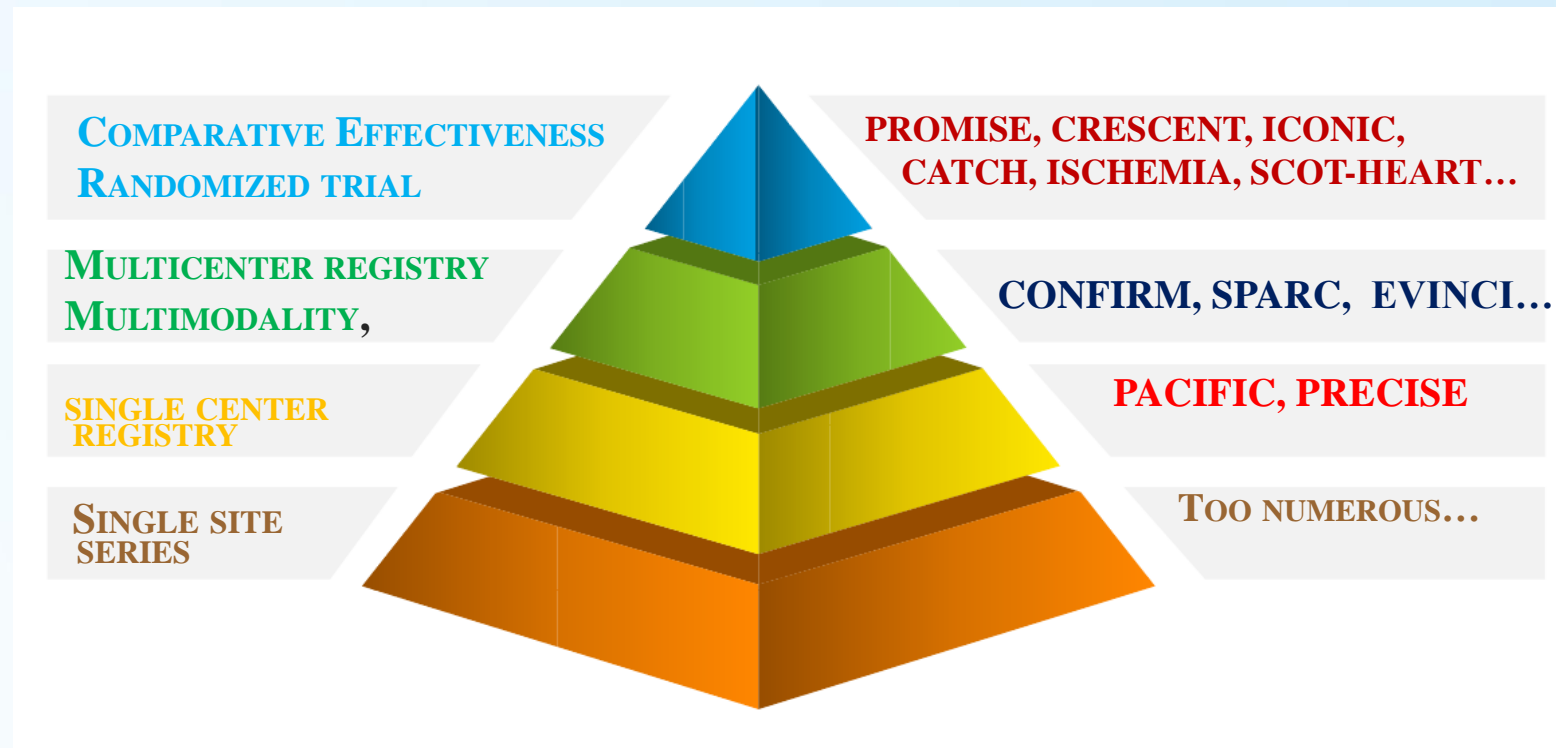 COMPARATIVE EFFECTIVENESS
RANDOMIZED TRIAL
PROMISE, CRESCENT, ICONIC,
CATCH, ISCHEMIA, SCOT-HEART…
MULTICENTER REGISTRY
MULTIMODALITY,
CONFIRM, SPARC, EVINCI…
SINGLE CENTER
REGISTRY
PACIFIC, PRECISE
SINGLE SITE
SERIES
TOO NUMEROUS…